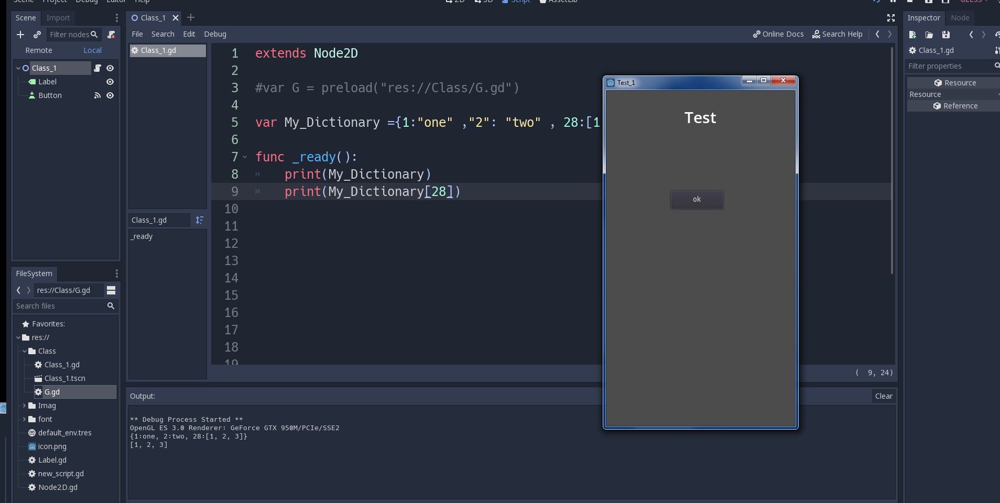 Scene Project Debug Editor Help
2D 3D Script AssetLib
GLES3
Scene Import
Filter nodes
Remote Local
Class_1
Label
Button
Class_1
File Search Edit Debug
Online Docs Search Help
Class_1.gd
Class_1.gd
_ready
1 extends Node2D
2
3 #var G = preload("res://Class/G.gd")
4
5 var My_Dictionary ={1:"one" ,"2": "two" , 28:[1
6
7 func _ready():
8 print(My_Dictionary)
9 print(My_Dictionary[28])
10
11
12
13
14
15
16
17
18
19
( 9, 24)
Test_1
Test
ok
Inspector Node
Class_1.gd
Filter properties
Resource
Resource
Reference
FileSystem
res://Class/G.gd
Search files
Favorites:
res://
Class
Class_1.gd
Class_1.tscn
G.gd
Imag
font
default_env.tres
icon.png
Label.gd
new_script.gd
Node2D.gd
Output:
Clear
** Debug Process Started **
OpenGL ES 3.0 Renderer: GeForce GTX 950M/PCIe/SSE2
{1:one, 2:two, 28:[1, 2, 3]}
[1, 2, 3]